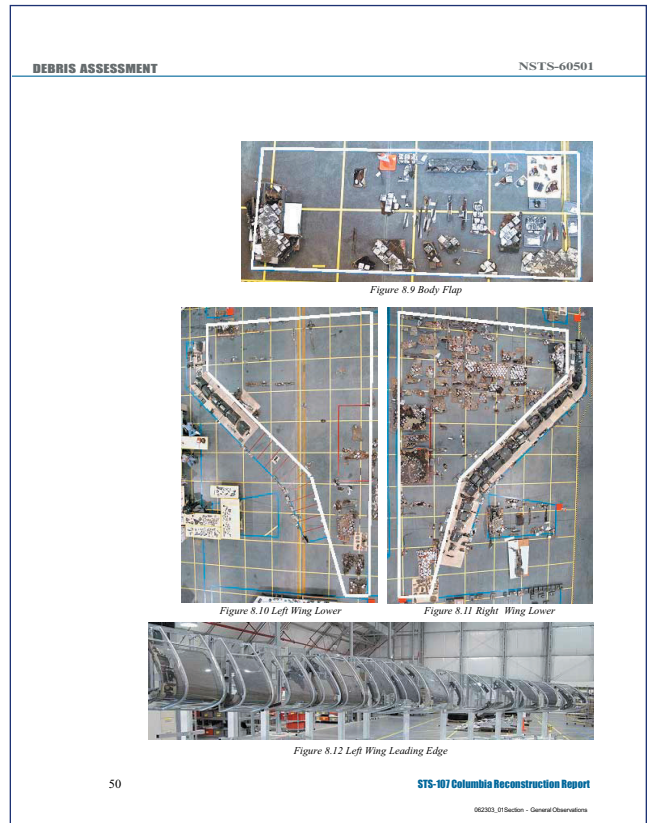 DEBRIS ASSESSMENT NSTS-60501
Figure 8.9 Body Flap
Figure 8.10 Left Wing Lower Figure 8.11 Right Wing Lower
Figure 8.12 Left Wing Leading Edge
50 STS-107 Columbia Reconstruction Report
062303_01Section - General Observations